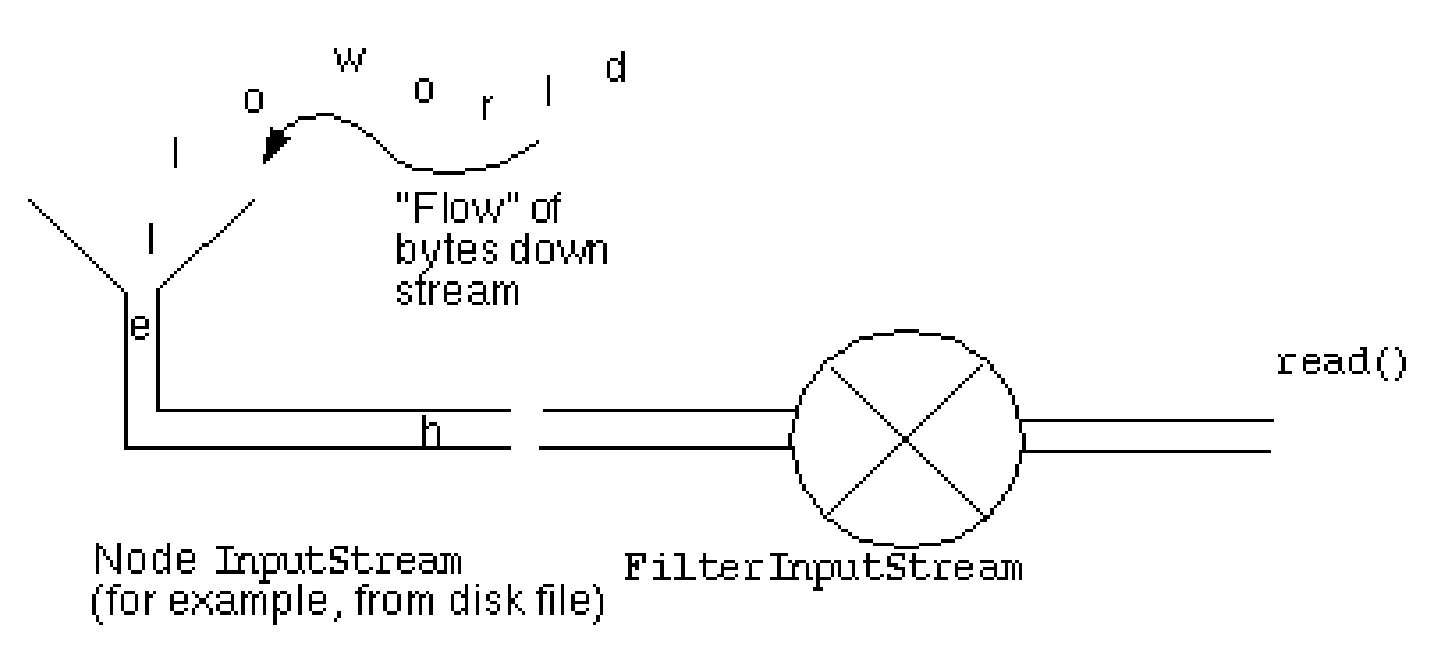 h e l l o w o r l d
"Flow" of
bytes down
stream
read()
Node InputStream
(for example, from disk file)
FilterInputStream